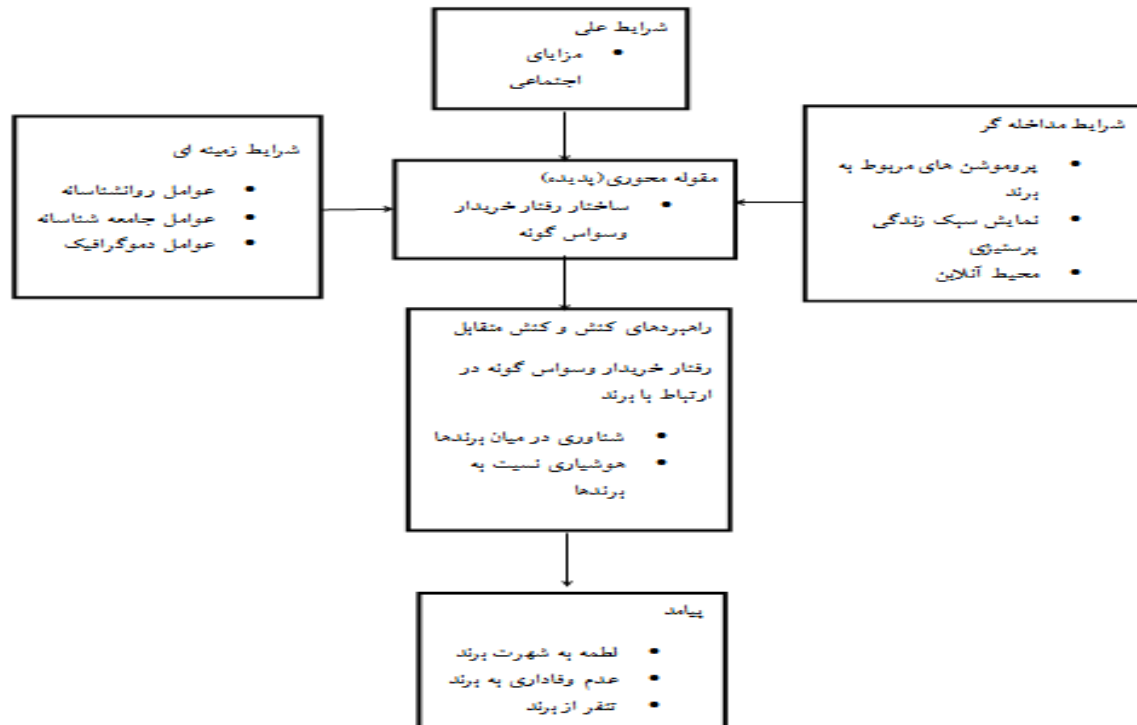 شرایط علی
• مزایای
اجتماعی
شرایط زمینه ای
• عوامل روانشناسانه
• عوامل جامعه شناسانه
• عوامل دموگرافیک
مقوله محوری(پدیده)
• ساختار رفتار خریدار
وسواس گونه
شرایط مداخله گر
• پروموشن های مربوط به
برند
• نمایش سبک زندگی
پرستیژی
• محیط آنلاین
راهبردهای کنش و کنش متقابل
رفتار خریدار وسواس گونه در
ارتباط با برند
• شناوری در میان برندها
• هوشیاری نسبت به
برندها
پیامد
• لطمه به شهرت برند
• عدم وفاداری به برند
• تنفر از برند